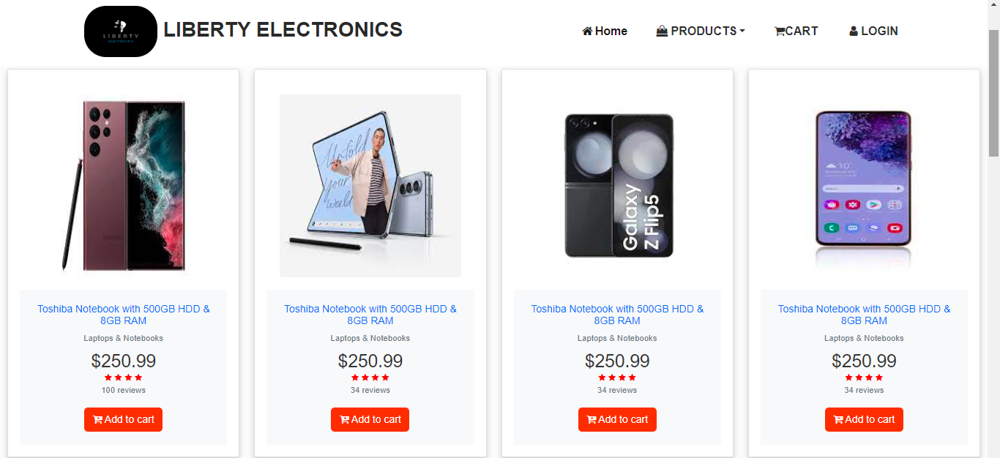 LIBERTY
ELECTRONICS
LIBERTY ELECTRONICS
Home
PRODUCTS
CART
LOGIN
Unfold
your
world
Galaxy
Z Flip5
Toshiba Notebook with 500GB HDD &
8GB RAM
Laptops & Notebooks
$250.99
100 reviews
Add to cart
Toshiba Notebook with 500GB HDD &
8GB RAM
Laptops & Notebooks
$250.99
34 reviews
Add to cart
Toshiba Notebook with 500GB HDD &
8GB RAM
Laptops & Notebooks
$250.99
34 reviews
Add to cart
Toshiba Notebook with 500GB HDD &
8GB RAM
Laptops & Notebooks
$250.99
34 reviews
Add to cart